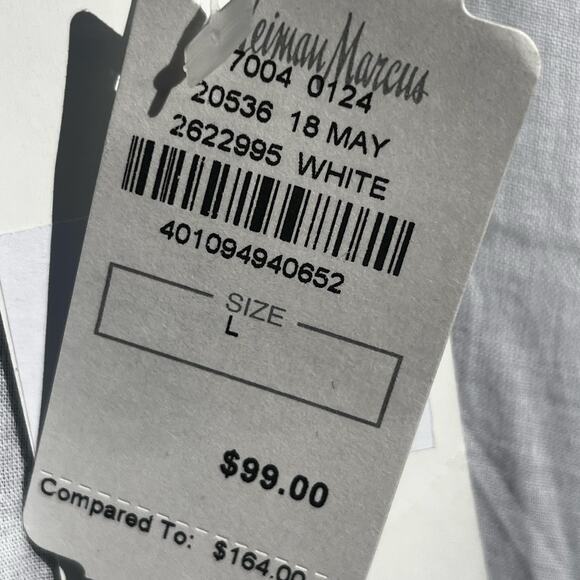 Neiman Marcus
7004 0124
20536 18 MAY
2622995 WHITE
401094940652
SIZE
L
$99.00
Compared To: $164.00